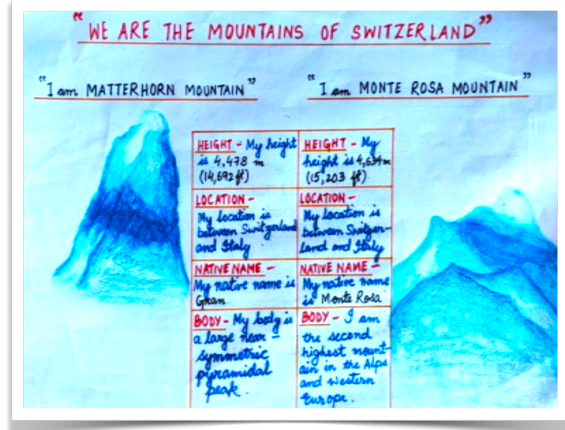 "WE ARE THE MOUNTAINS OF SWITZERLAND"
"I am MATTERHORN MOUNTAIN"
"I am MONTE ROSA MOUNTAIN"
HEIGHT - My height
is 4,478 m
(14,692 ft)
HEIGHT - My
height is 4,634m
(15,203 ft)
LOCATION -
My location is
between Switzerland
and Italy
LOCATION -
My location is
between Switzer-
land and Italy
NATIVE NAME -
My native name is
Gran
NATIVE NAME -
My native name
is Monte Rosa
BODY - My body is
a large near -
symmetric
pyramidal
peak.
BODY - I am
the second
highest mount-
ain in the Alps
and western
Europe.